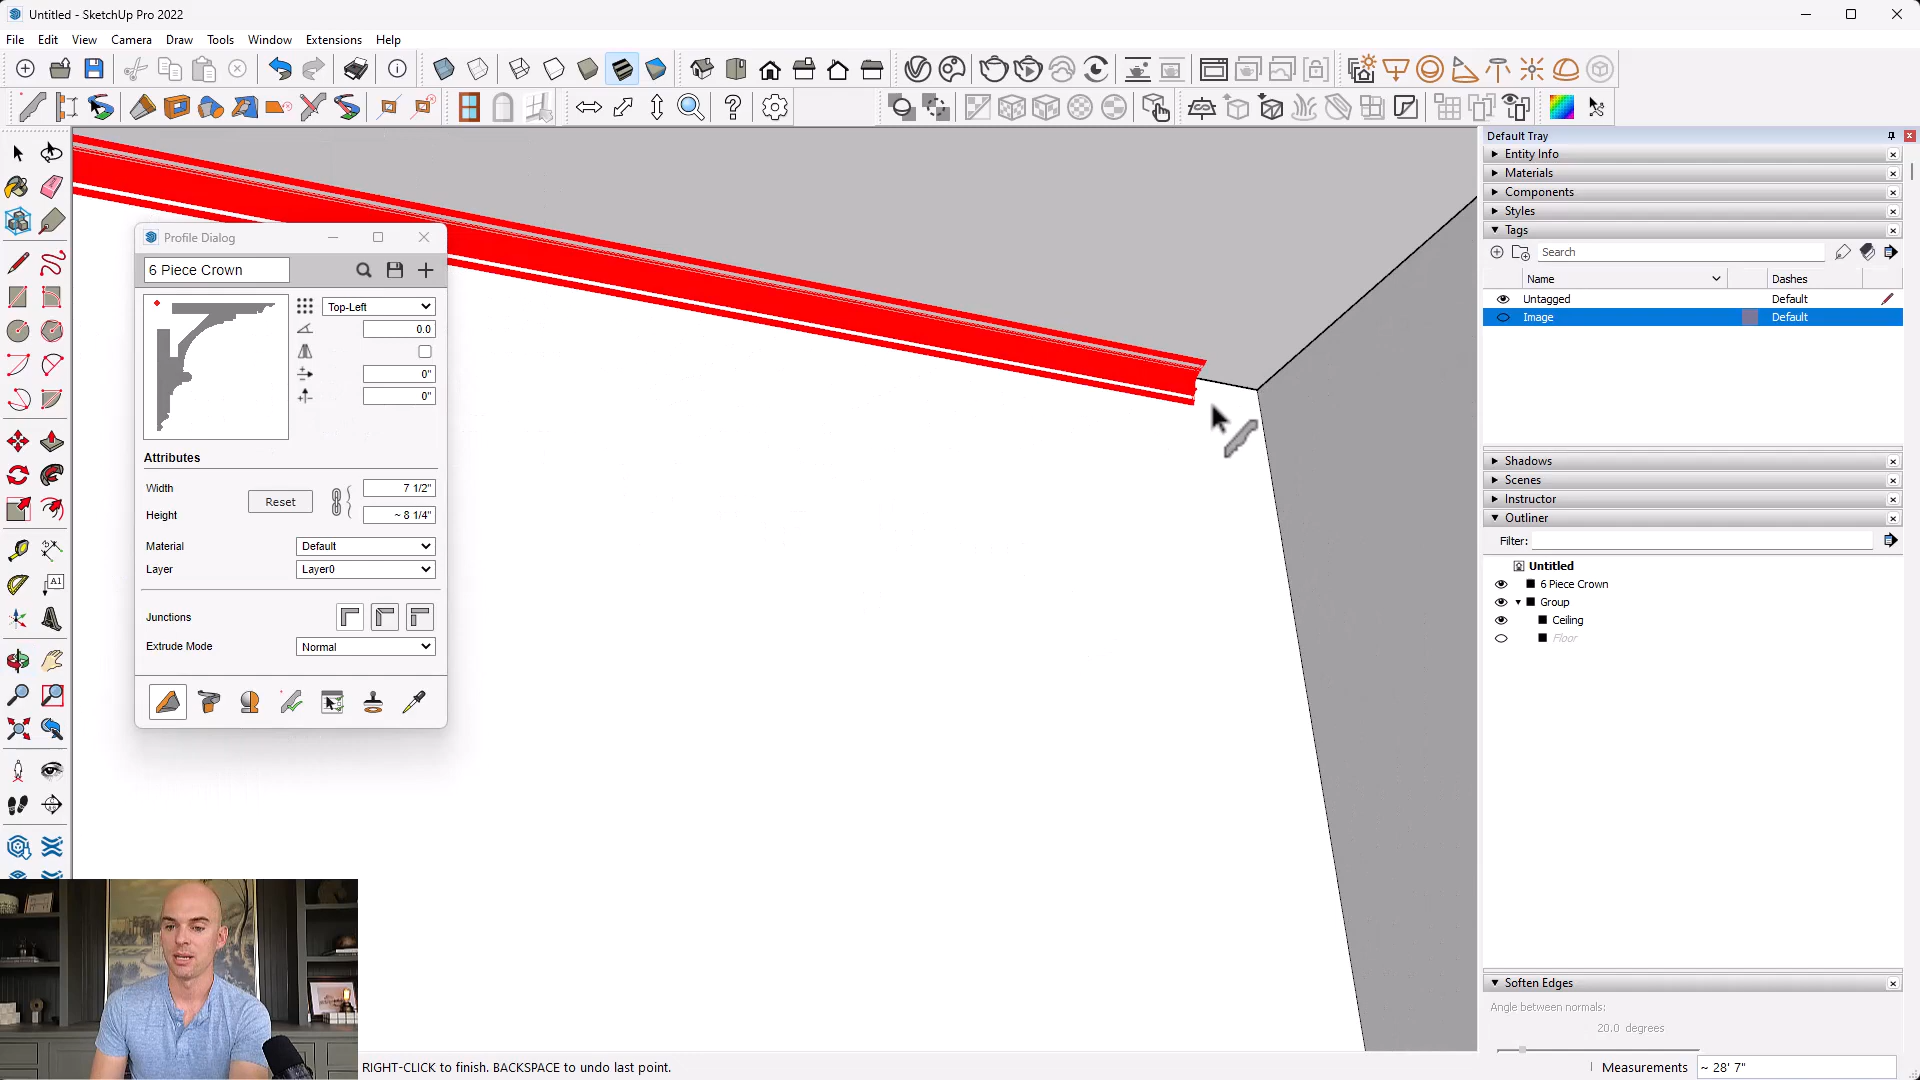 Untitled - SketchUp Pro 2022
File Edit View Camera Draw Tools Window Extensions Help
Default Tray
Entity Info
Materials
Components
Styles
Tags
Search
Name Dashes
Untagged Default
Image Default
Profile Dialog
6 Piece Crown
Top-Left
0.0
0"
0"
Attributes
Width 7 1/2"
Reset
Height ~ 8 1/4"
Material Default
Layer Layer0
Junctions
Extrude Mode Normal
A1
Shadows
Scenes
Instructor
Outliner
Filter:
Untitled
6 Piece Crown
Group
Ceiling
Floor
Soften Edges
Angle between normals:
20.0 degrees
RIGHT-CLICK to finish. BACKSPACE to undo last point.
Measurements ~ 28' 7"